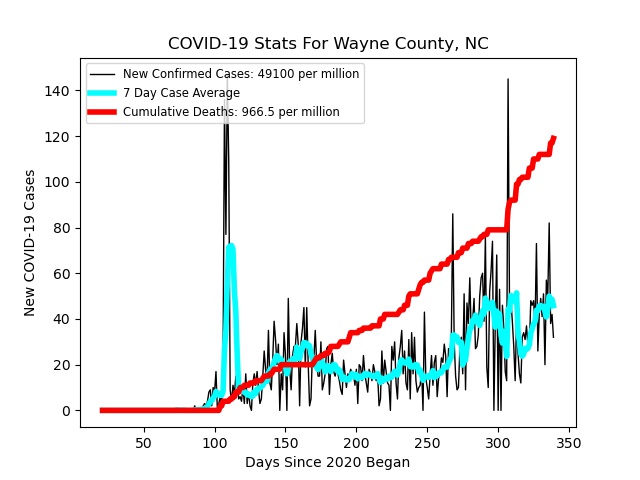 COVID-19 Stats For Wayne County, NC
New Confirmed Cases: 49100 per million
7 Day Case Average
Cumulative Deaths: 966.5 per million
New COVID-19 Cases
140
120
100
80
60
40
20
0
50
100
150
200
250
300
350
Days Since 2020 Began